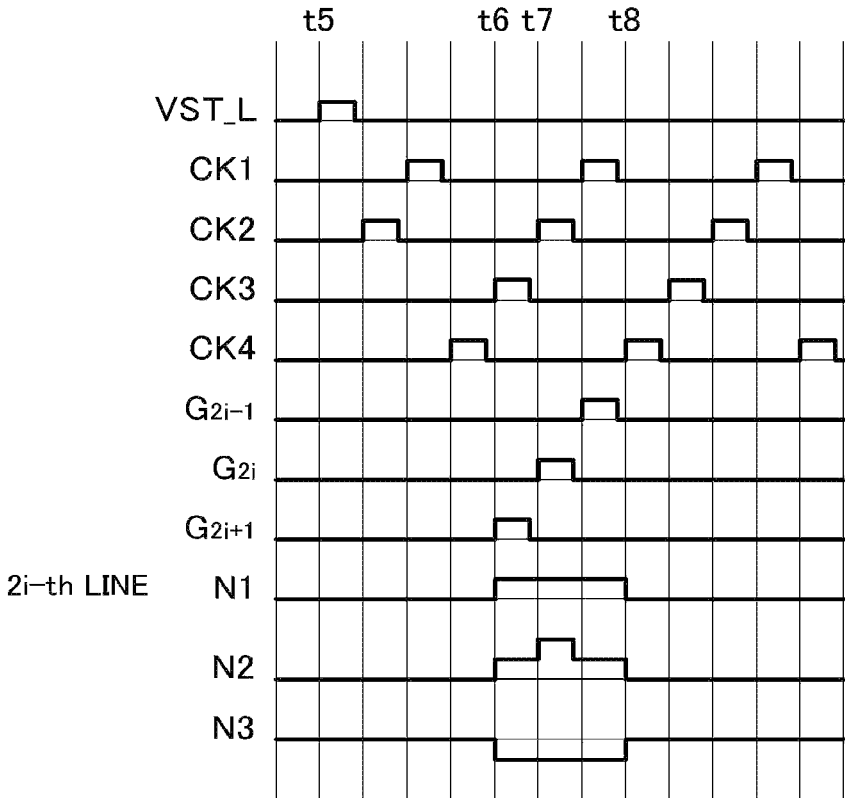 t5 t6 t7 t8
VST_L
CK1
CK2
CK3
CK4
G2i-1
G2i
G2i+1
2i-th LINE N1
N2
N3